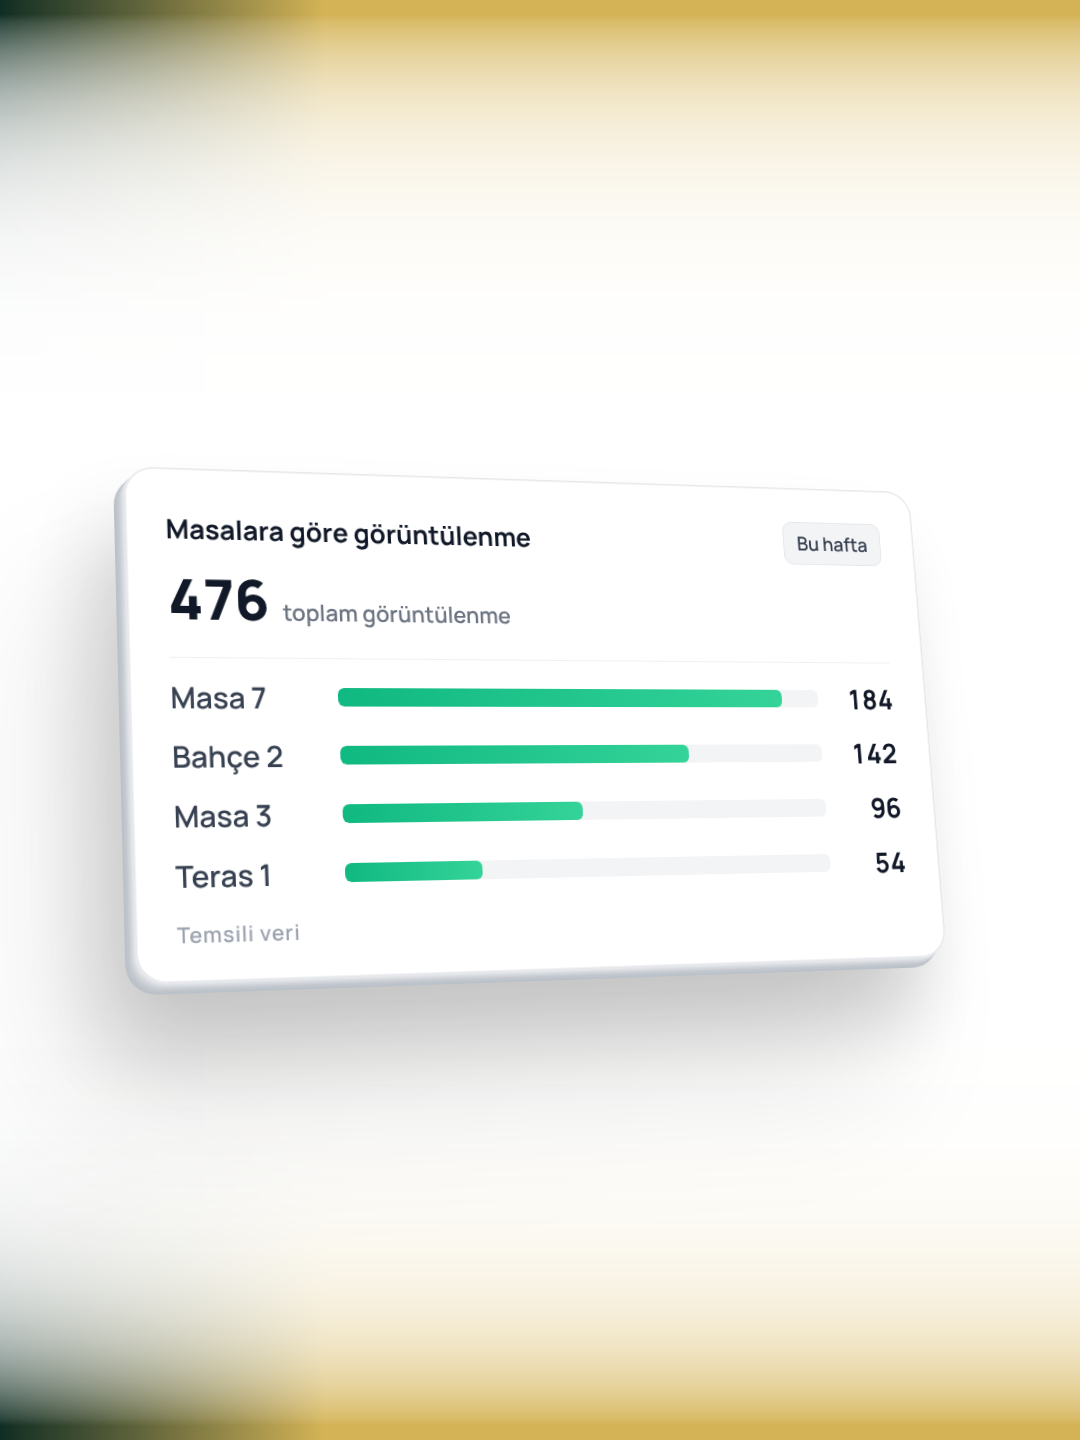 Masalara göre görüntülenme
Bu hafta
476 toplam görüntülenme
Masa 7 184
Bahçe 2 142
Masa 3 96
Teras 1 54
Temsili veri